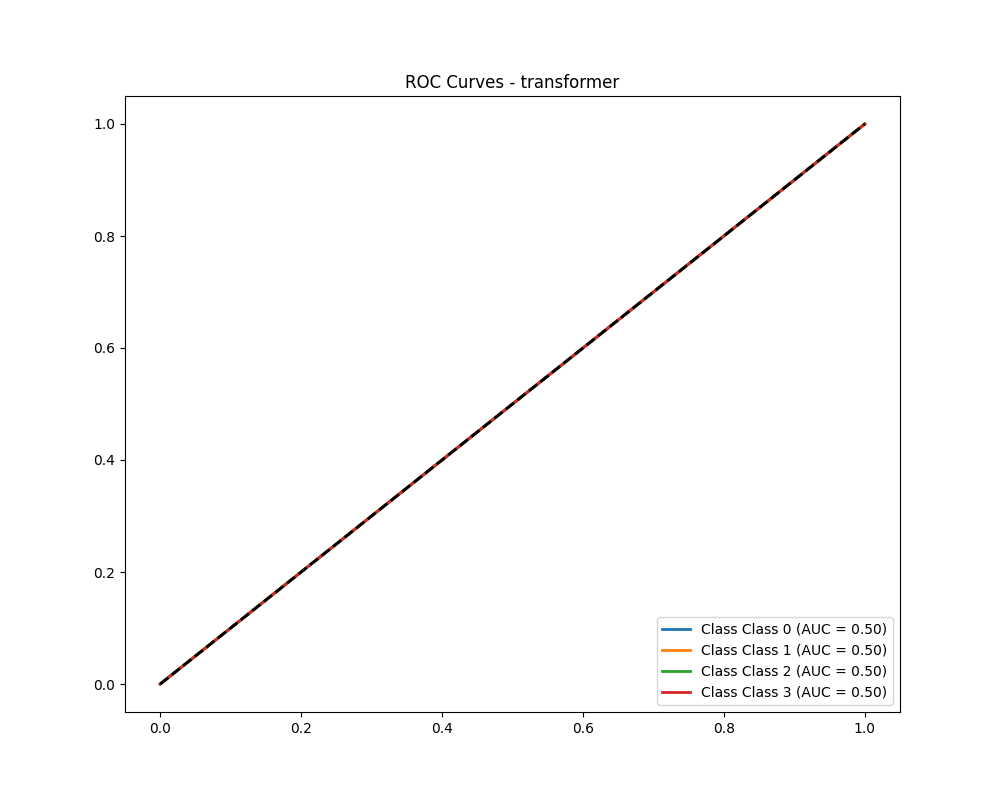 ROC Curves - transformer
1.0
0.8
0.6
0.4
0.2
0.0
Class Class 0 (AUC = 0.50)
Class Class 1 (AUC = 0.50)
Class Class 2 (AUC = 0.50)
Class Class 3 (AUC = 0.50)
0.0 0.2 0.4 0.6 0.8 1.0